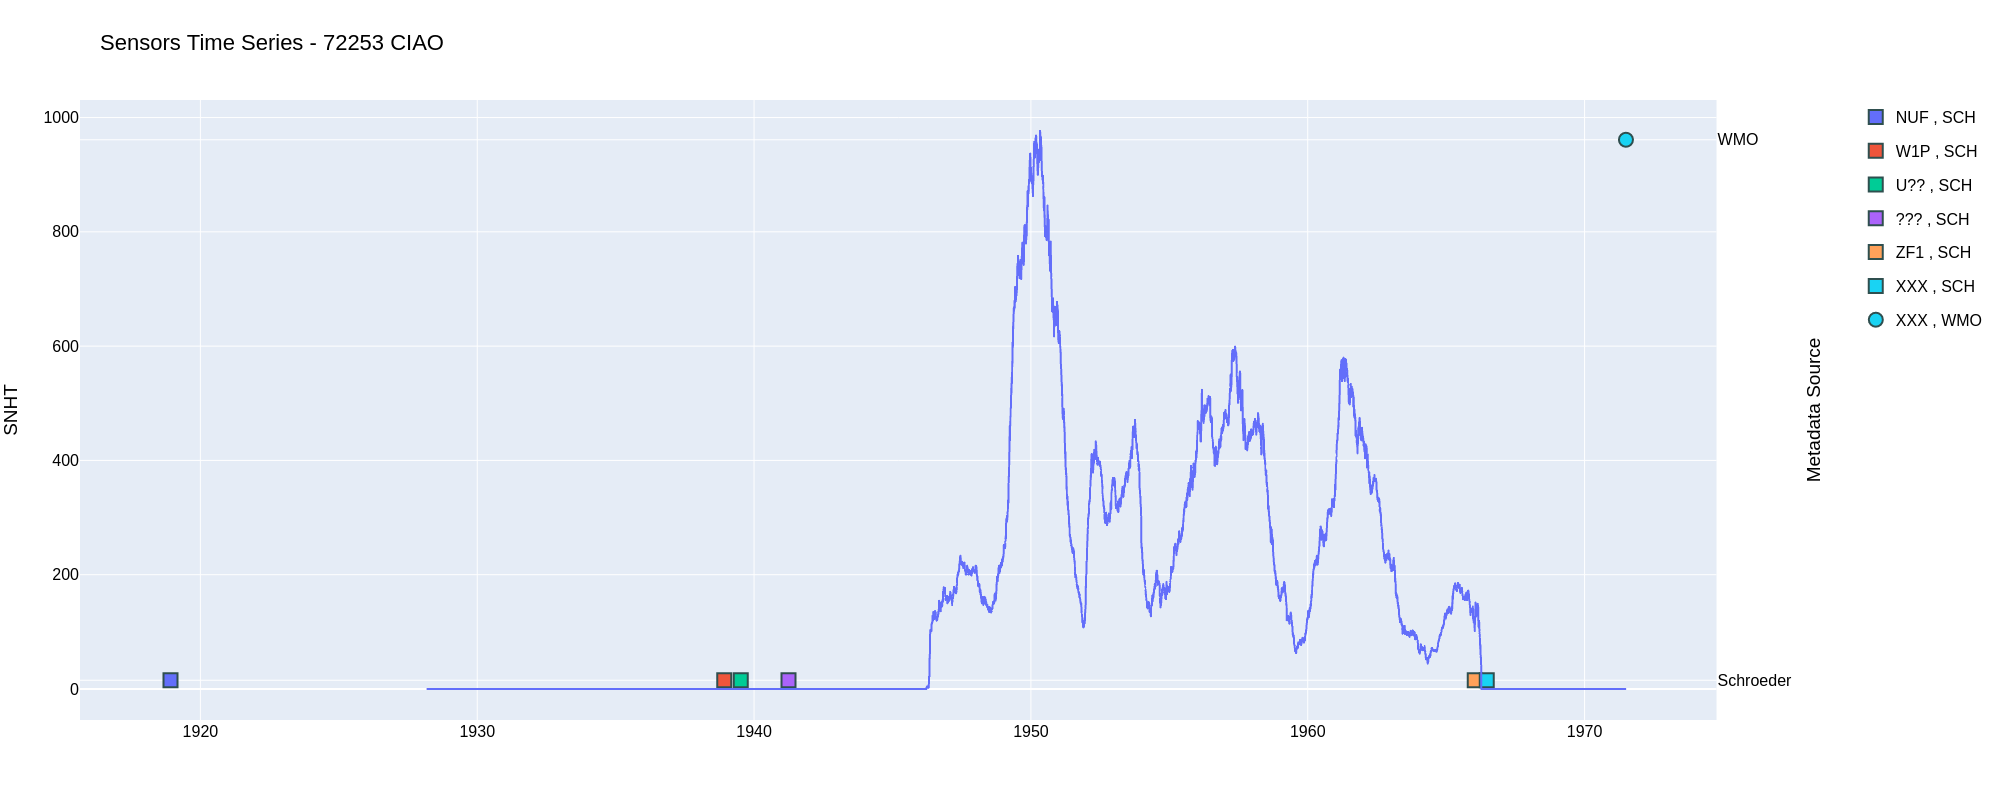 Sensors Time Series - 72253 CIAO
SNHT
1000
800
600
400
200
0
1920
1930
1940
1950
1960
1970
WMO
Schroeder
Metadata Source
NUF , SCH
W1P , SCH
U?? , SCH
??? , SCH
ZF1 , SCH
XXX , SCH
XXX , WMO